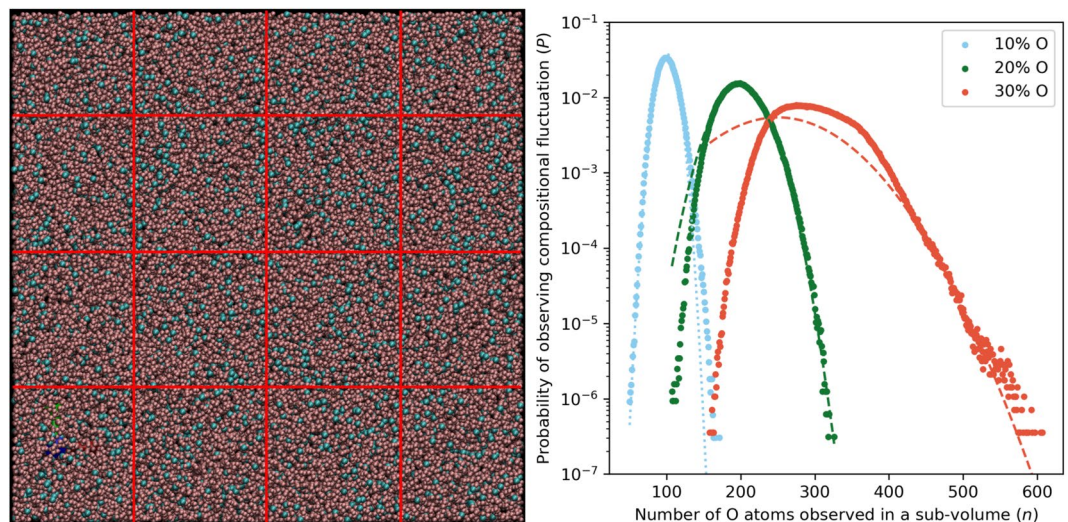 Probability of observing compositional fluctuation (P)
10⁻¹
10⁻²
10⁻³
10⁻⁴
10⁻⁵
10⁻⁶
10⁻⁷
10% O
20% O
30% O
100 200 300 400 500 600
Number of O atoms observed in a sub-volume (n)